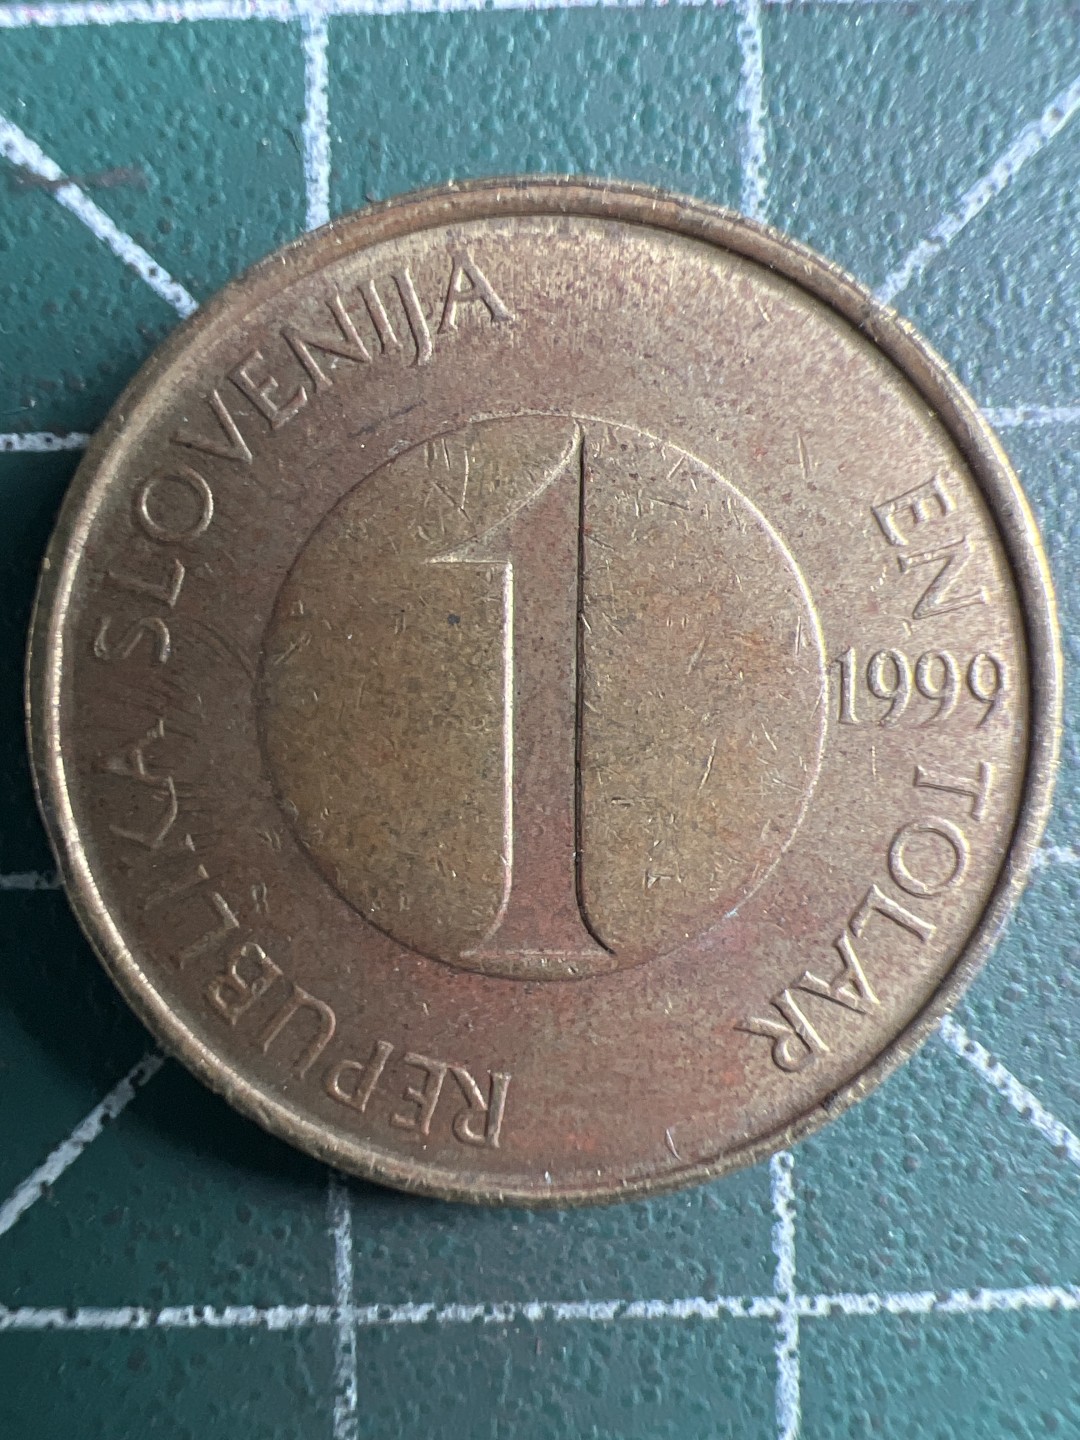 REPUBLIKA SLOVENIJA
1
EN TOLAR
1999